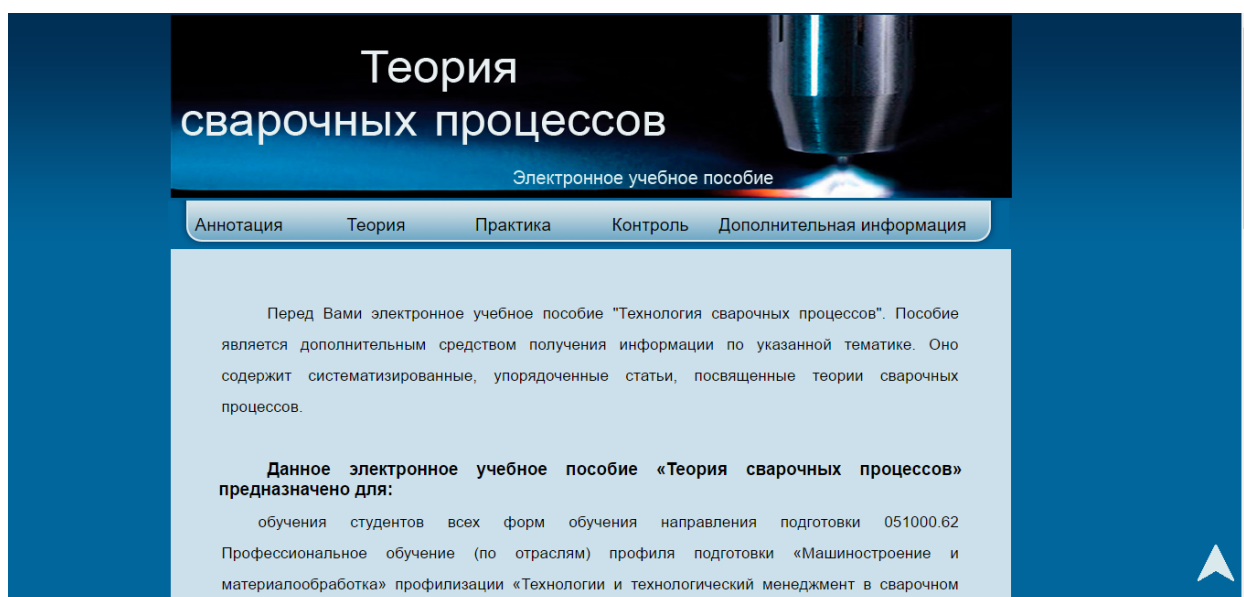 Теория
сварочных процессов
Электронное учебное пособие
Аннотация Теория Практика Контроль Дополнительная информация
Перед Вами электронное учебное пособие "Технология сварочных процессов". Пособие
является дополнительным средством получения информации по указанной тематике. Оно
содержит систематизированные, упорядоченные статьи, посвященные теории сварочных
процессов.
Данное электронное учебное пособие «Теория сварочных процессов»
предназначено для:
обучения студентов всех форм обучения направления подготовки 051000.62
Профессиональное обучение (по отраслям) профиля подготовки «Машиностроение и
материалообработка» профилизации «Технологии и технологический менеджмент в сварочном